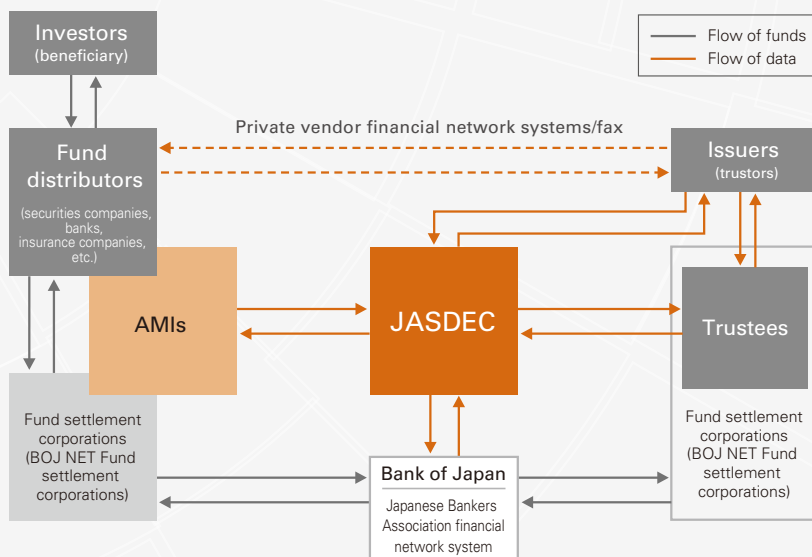 Investors
(beneficiary)
Flow of funds
Flow of data
Private vendor financial network systems/fax
Fund
distributors
(securities companies,
banks,
insurance companies,
etc.)
Issuers
(trustors)
AMIs
JASDEC
Trustees
Fund settlement
corporations
(BOJ NET Fund
settlement
corporations)
Bank of Japan
Japanese Bankers
Association financial
network system
Fund settlement
corporations
(BOJ NET Fund
settlement
corporations)